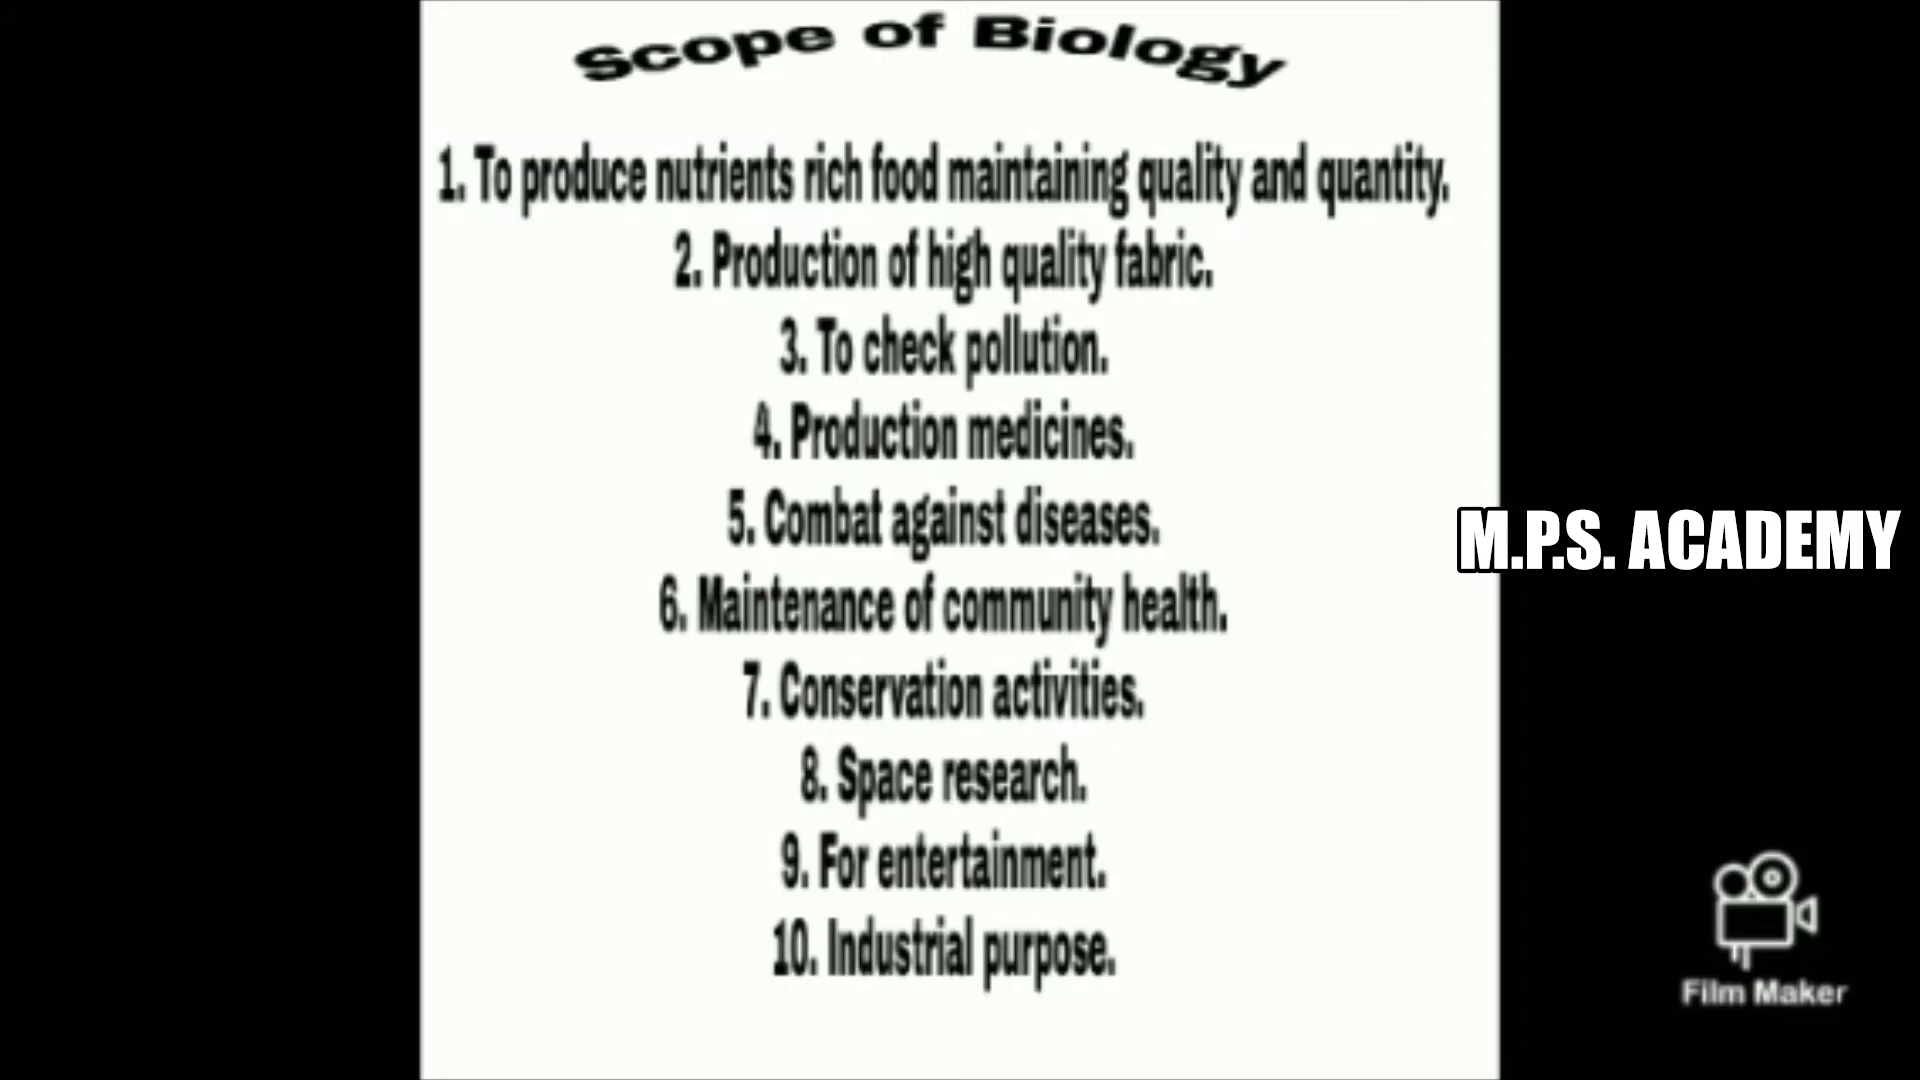 Scope of Biology
1. To produce nutrients rich food maintaining quality and quantity.
2. Production of high quality fabric.
3. To check pollution.
4. Production medicines.
5. Combat against diseases.
6. Maintenance of community health.
7. Conservation activities.
8. Space research.
9. For entertainment.
10. Industrial purpose.
M.P.S. ACADEMY
Film Maker